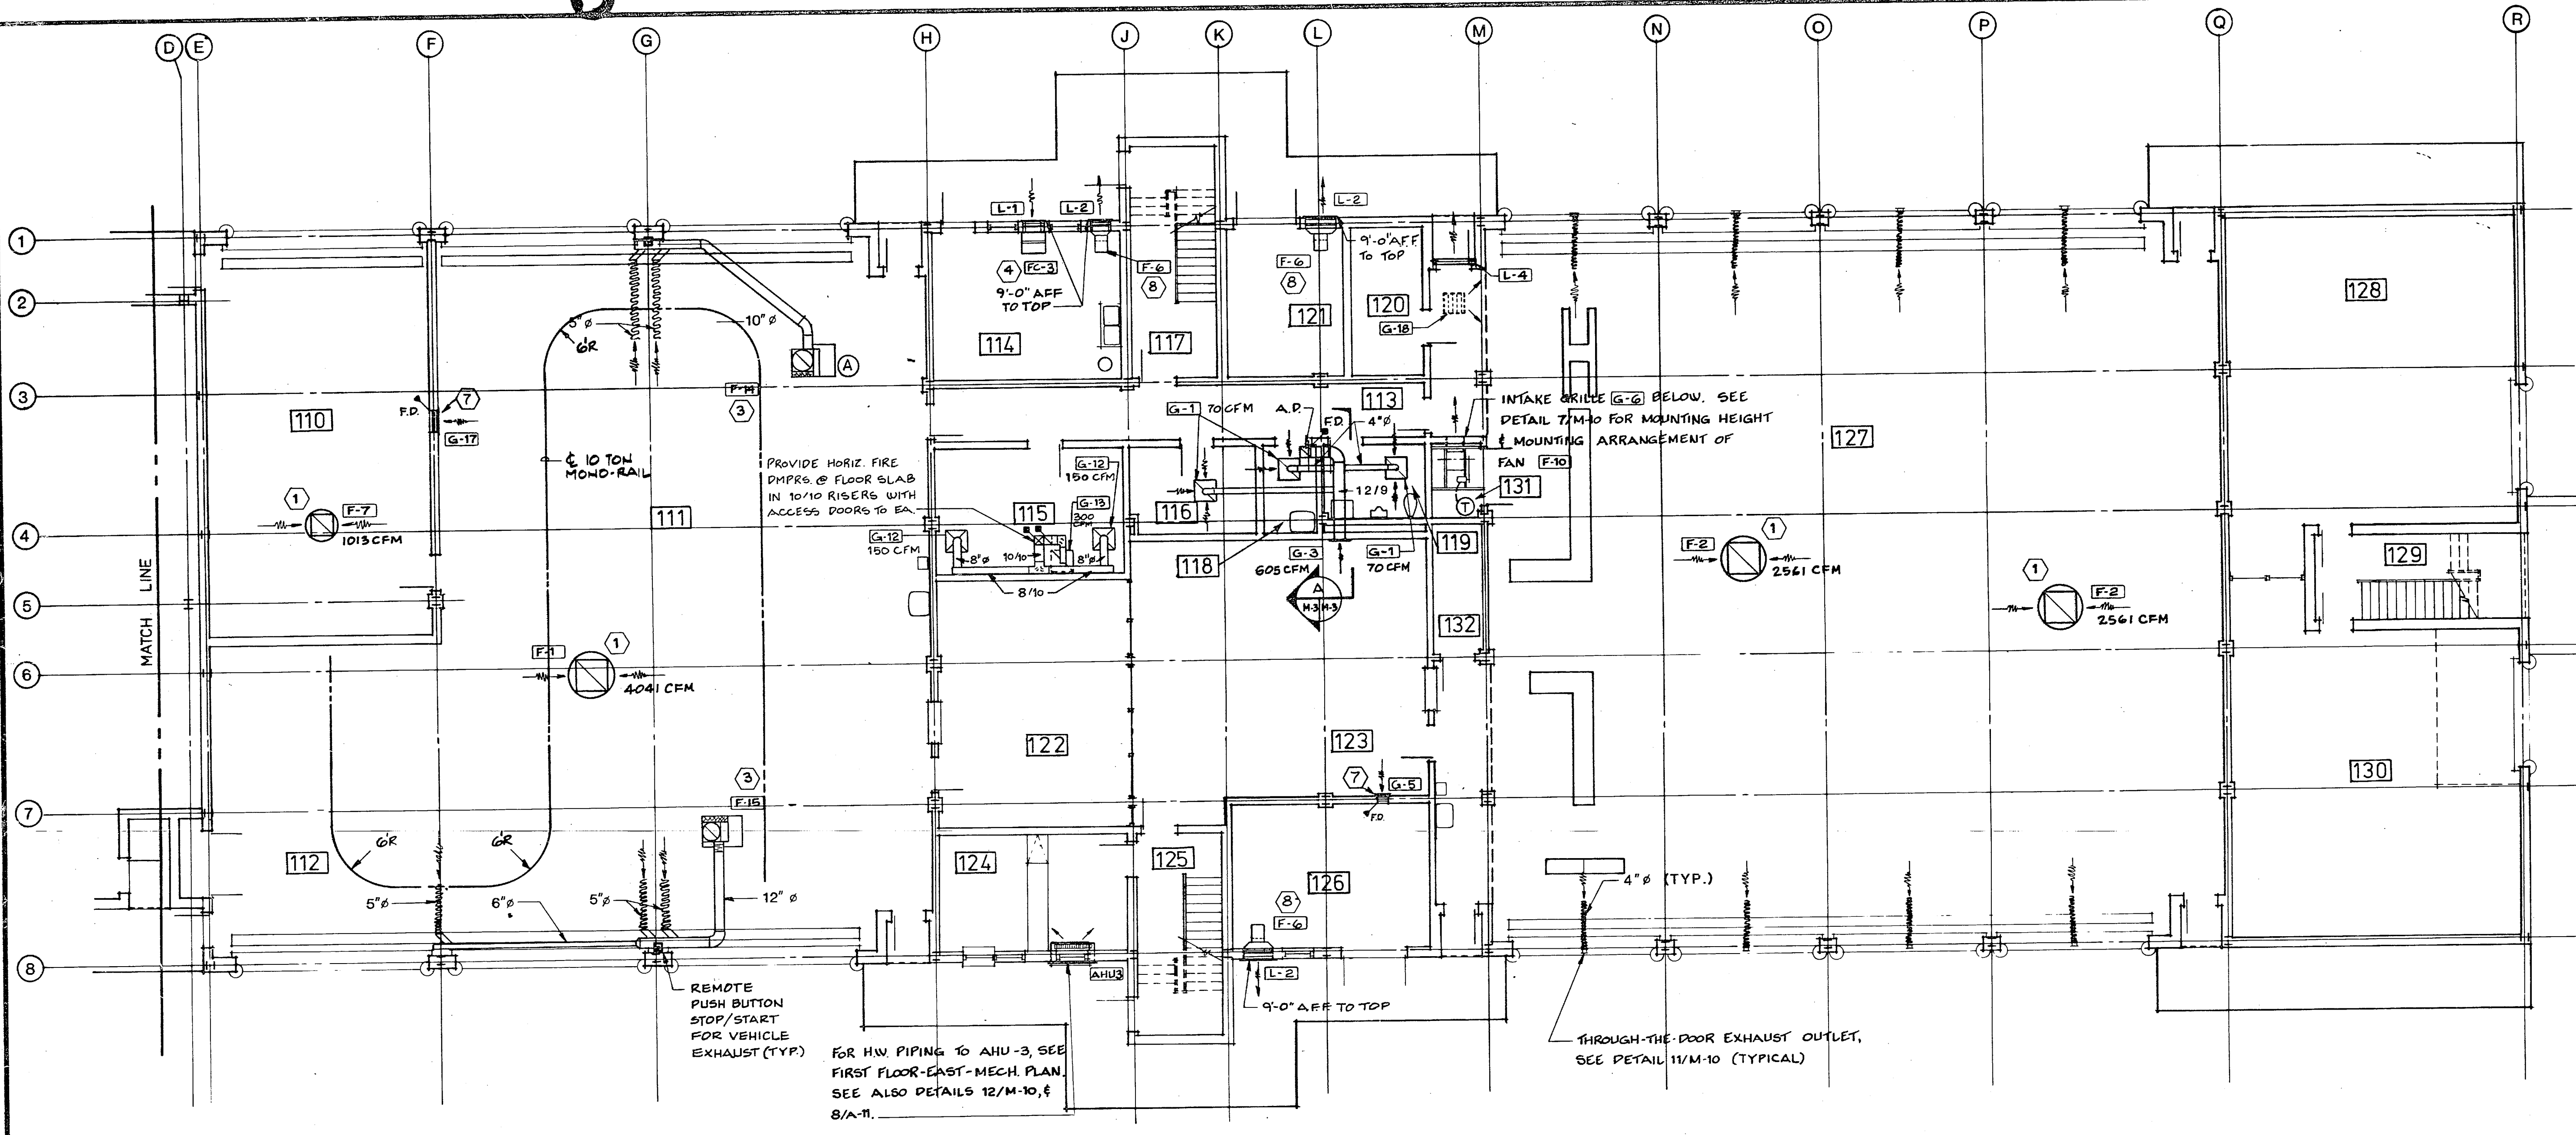 D E F G H J K L M N O P Q R
1
2
3
4
5
6
7
8
MATCH LINE
110
F.D.
7
G-17
1
F-7
1013 CFM
5"ø
6'R
10"ø
A
F-14
3
℄ 10 TON
MONO-RAIL
111
PROVIDE HORIZ. FIRE
DMPRS. @ FLOOR SLAB
IN 10/10 RISERS WITH
ACCESS DOORS TO EA.
F-1
1
4041 CFM
112
6'R
6'R
5"ø
6"ø
5"ø
12"ø
3
F-15
REMOTE
PUSH BUTTON
STOP/START
FOR VEHICLE
EXHAUST (TYP.)
FOR H.W. PIPING TO AHU-3, SEE
FIRST FLOOR-EAST-MECH. PLAN.
SEE ALSO DETAILS 12/M-10, &
8/A-11.
L-1
L-2
4
FC-3
F-6
8
9'-0" AFF
TO TOP
114
117
L-2
9'-0" A.F.F.
TO TOP
F-6
8
121
120
L-4
G-18
113
G-1 70 CFM
A.D.
F.D.
4"ø
INTAKE GRILLE G-6 BELOW. SEE
DETAIL 7/M-10 FOR MOUNTING HEIGHT
& MOUNTING ARRANGEMENT OF
FAN F-10
T
131
G-12
150 CFM
G-13
300
CFM
115
G-12
150 CFM
8"ø
10/10
8"ø
8/10
116
12/9
118
G-3
605 CFM
G-1
70 CFM
119
A
M-3 M-3
132
122
123
7
G-5
F.D.
124
125
126
8
F-6
L-2
AHU3
9'-0" A.F.F. TO TOP
127
F-2
1
2561 CFM
1
F-2
2561 CFM
4"ø (TYP.)
THROUGH-THE-DOOR EXHAUST OUTLET,
SEE DETAIL 11/M-10 (TYPICAL)
128
129
130